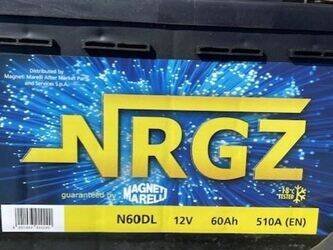 Distributed by
Magneti Marelli After Market Parts
and Services S.p.A.
NRGZ
guaranteed by MAGNETI
MARELLI
-18°C
TESTED
N60DL 12V 60Ah 510A (EN)